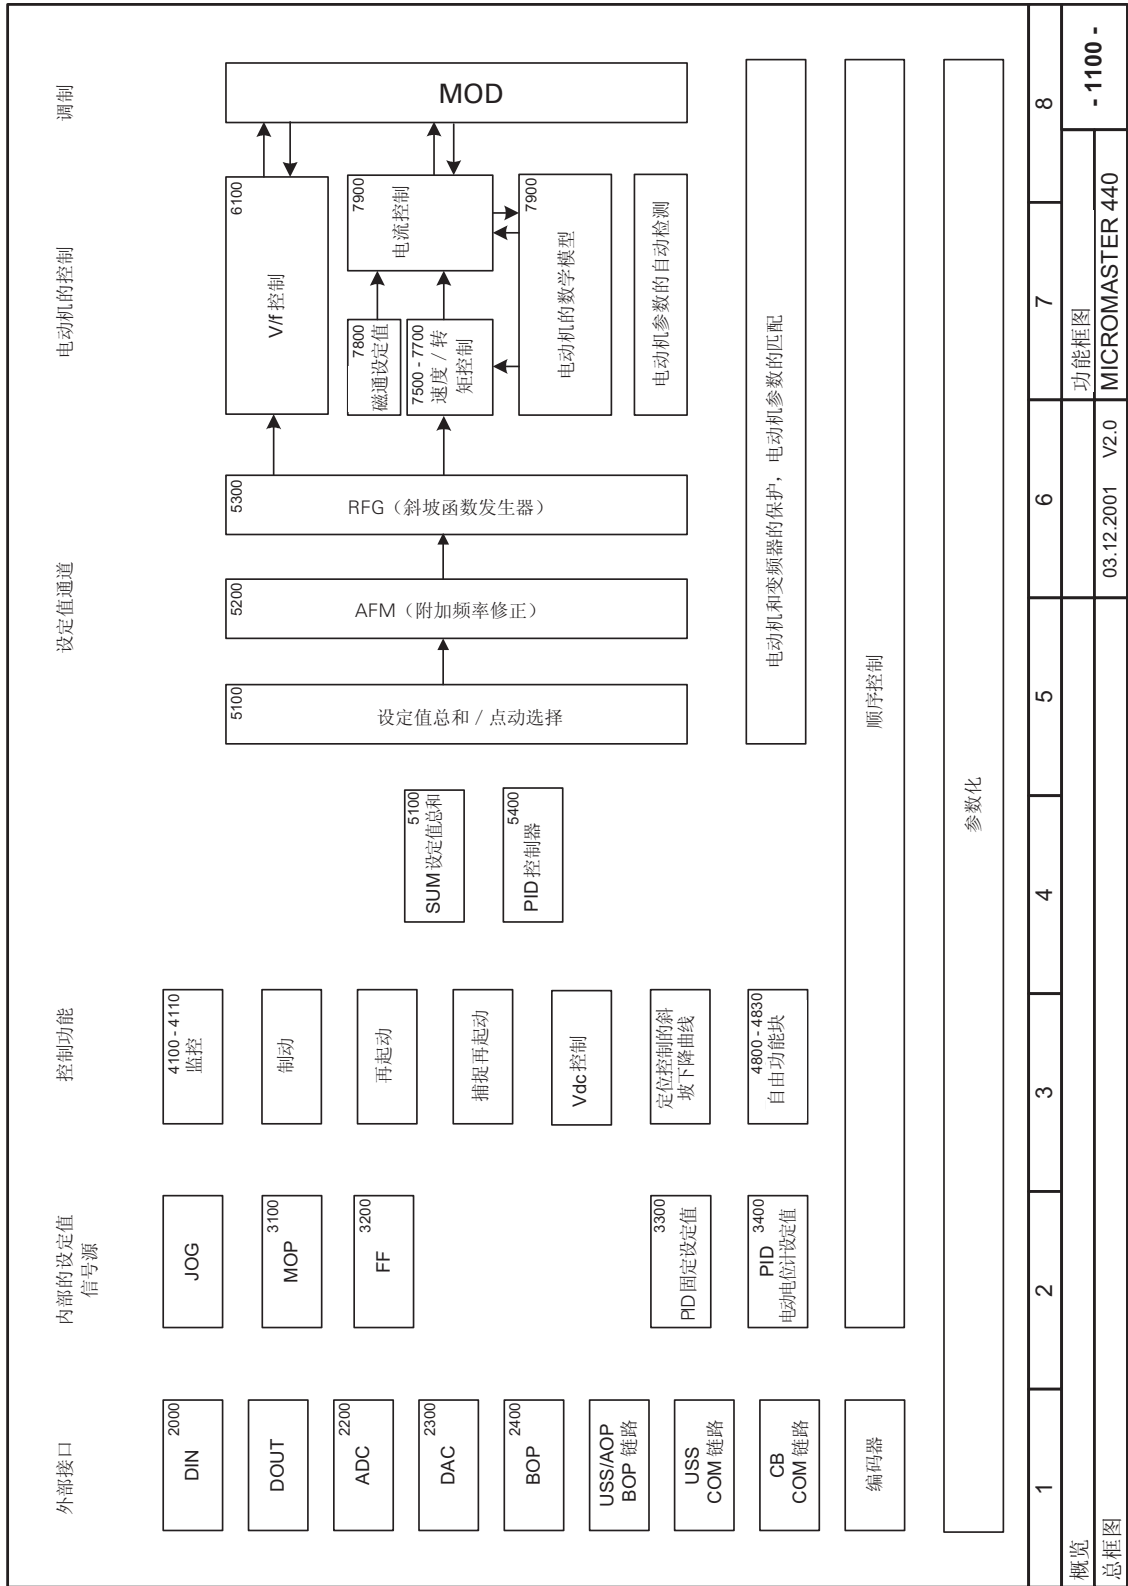 外部接口
内部的设定值
信号源
控制功能
设定值通道
电动机的控制
调制
2000
DIN
DOUT
2200
ADC
2300
DAC
2400
BOP
USS/AOP
BOP 链路
USS
COM 链路
CB
COM 链路
编码器
JOG
3100
MOP
3200
FF
3300
PID 固定设定值
3400
PID
电动电位计设定值
4100 - 4110
监控
制动
再起动
捕捉再起动
Vdc 控制
定位控制的斜
坡下降曲线
4800 - 4830
自由功能块
5100
SUM 设定值总和
5400
PID 控制器
5100
设定值总和 / 点动选择
5200
AFM（附加频率修正）
5300
RFG（斜坡函数发生器）
6100
V/f 控制
7800
磁通设定值
7500 - 7700
速度 / 转
矩控制
7900
电流控制
7900
电动机的数学模型
电动机参数的自动检测
MOD
电动机和变频器的保护，电动机参数的匹配
顺序控制
参数化
1 2 3 4 5 6 7 8
概览
总框图
03.12.2001 V2.0
功能框图
MICROMASTER 440
- 1100 -